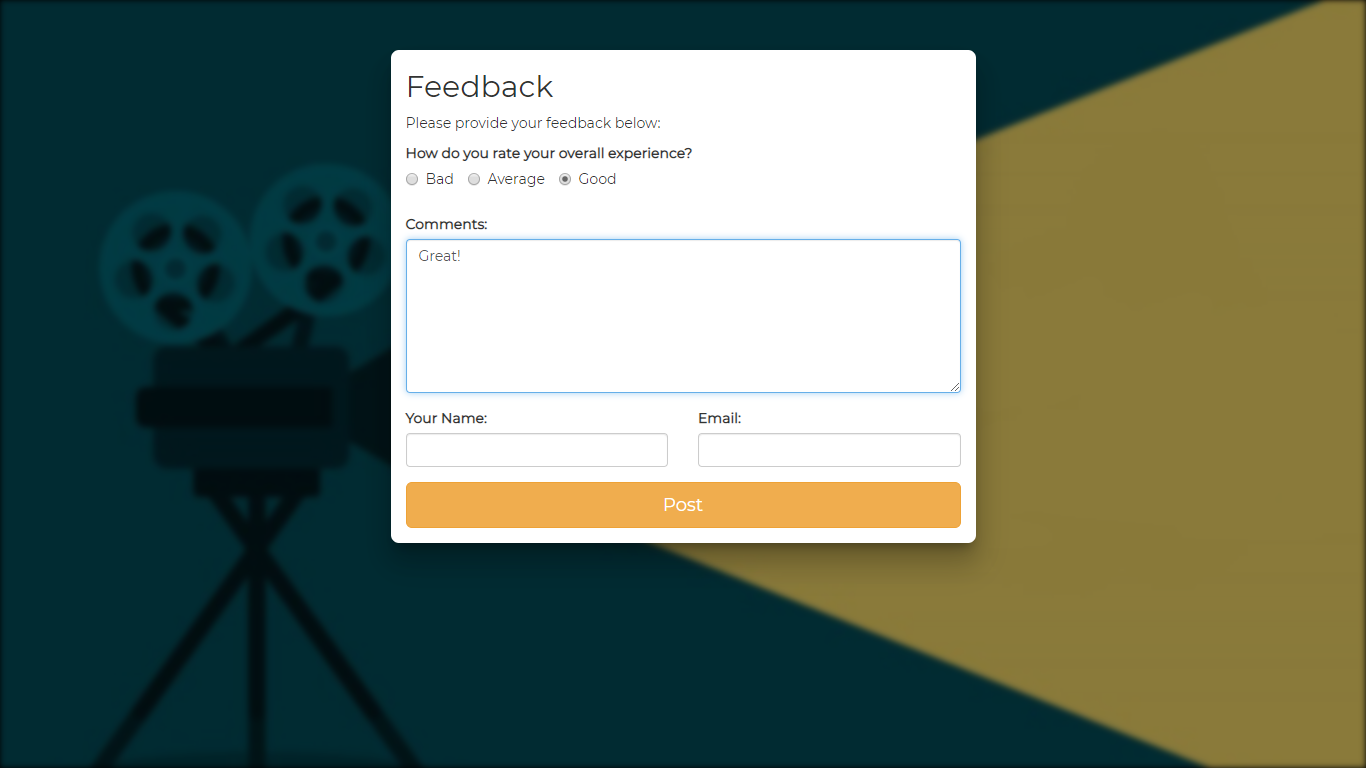 Feedback
Please provide your feedback below:
How do you rate your overall experience?
Bad Average Good
Comments:
Great!
Your Name: Email:
Post